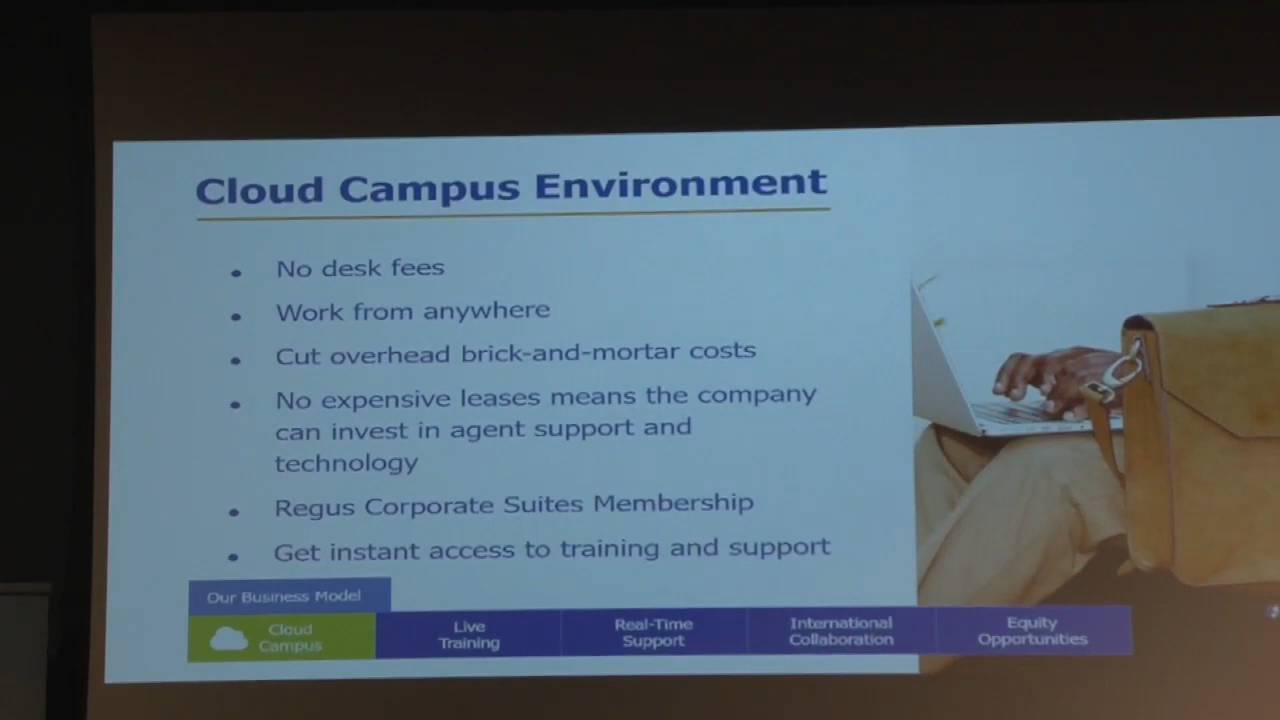 Cloud Campus Environment
• No desk fees
• Work from anywhere
• Cut overhead brick-and-mortar costs
• No expensive leases means the company
can invest in agent support and
technology
• Regus Corporate Suites Membership
• Get instant access to training and support
Our Business Model
Cloud
Campus
Live
Training
Real-Time
Support
International
Collaboration
Equity
Opportunities